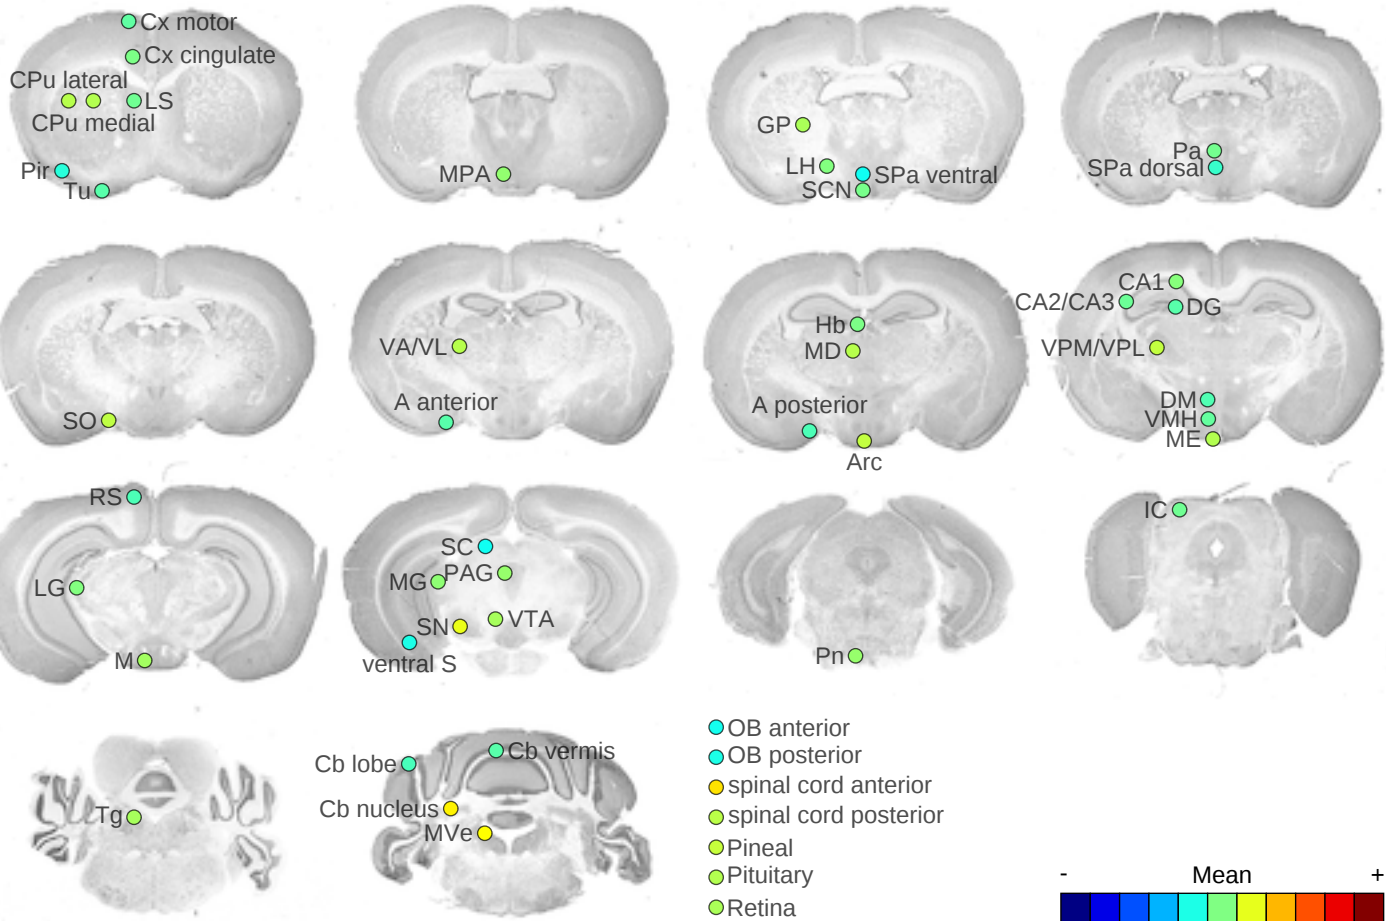 Cx motor
Cx cingulate
CPu lateral
LS
CPu medial
Pir
Tu
MPA
GP
LH
SPa ventral
SCN
Pa
SPa dorsal
SO
VA/VL
A anterior
Hb
MD
A posterior
Arc
CA1
CA2/CA3
DG
VPM/VPL
DM
VMH
ME
RS
LG
M
SC
MG
PAG
SN
VTA
ventral S
Pn
IC
Tg
Cb lobe
Cb vermis
Cb nucleus
MVe
OB anterior
OB posterior
spinal cord anterior
spinal cord posterior
Pineal
Pituitary
Retina
- Mean +